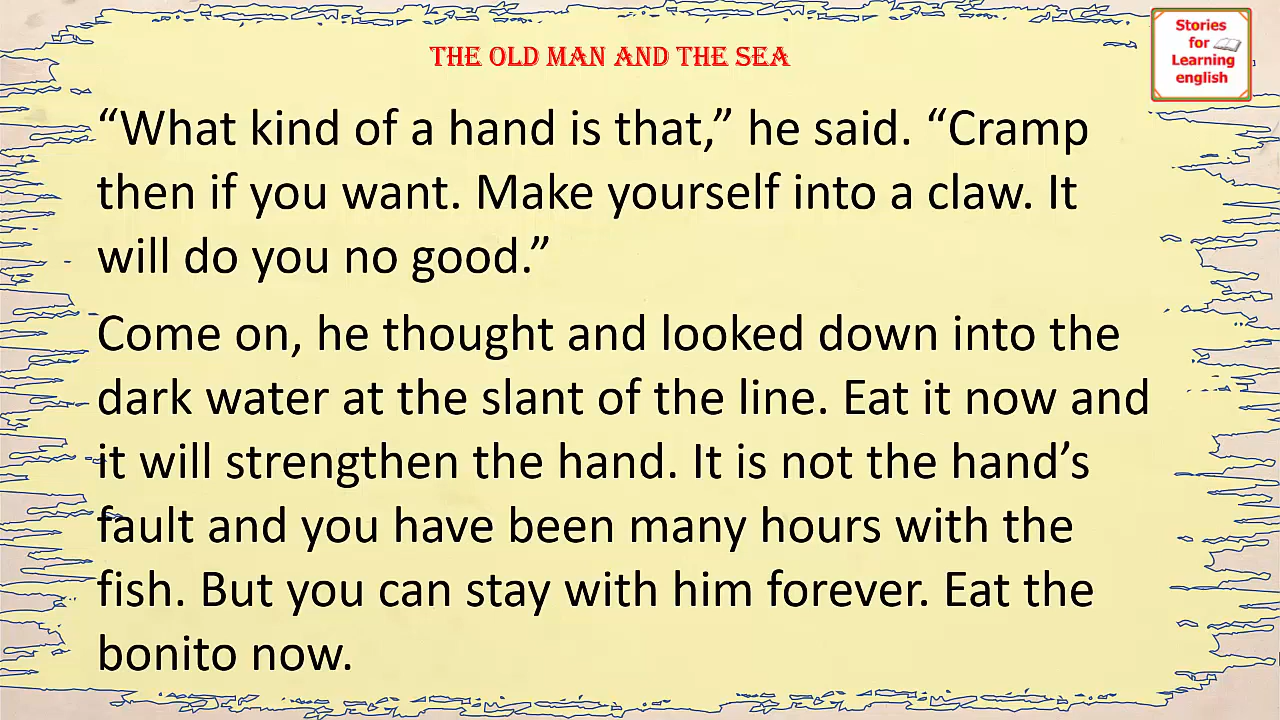 THE OLD MAN AND THE SEA
Stories
for
Learning
english
“What kind of a hand is that,” he said. “Cramp
then if you want. Make yourself into a claw. It
will do you no good.”
Come on, he thought and looked down into the
dark water at the slant of the line. Eat it now and
it will strengthen the hand. It is not the hand’s
fault and you have been many hours with the
fish. But you can stay with him forever. Eat the
bonito now.